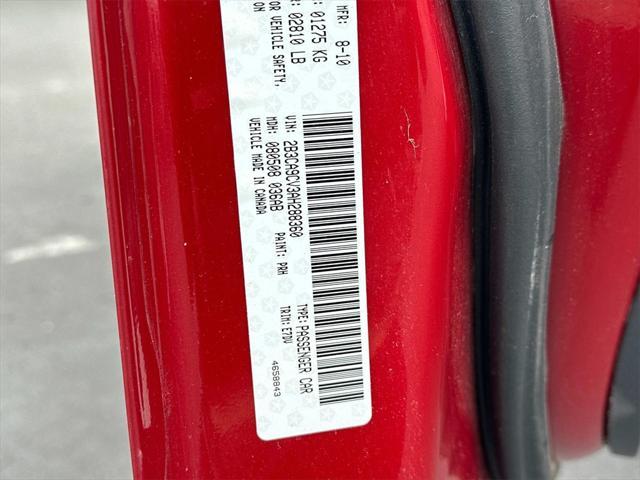 MFR: 8-10
: 01275 KG
R: 02810 LB
OR VEHICLE SAFETY,
ON
VIN: 2B3CA9CV3AH288360
TYPE: PASSENGER CAR
MDH: 080508 036AB
PAINT: PRH
TRIM: E7DV
VEHICLE MADE IN CANADA
4658843